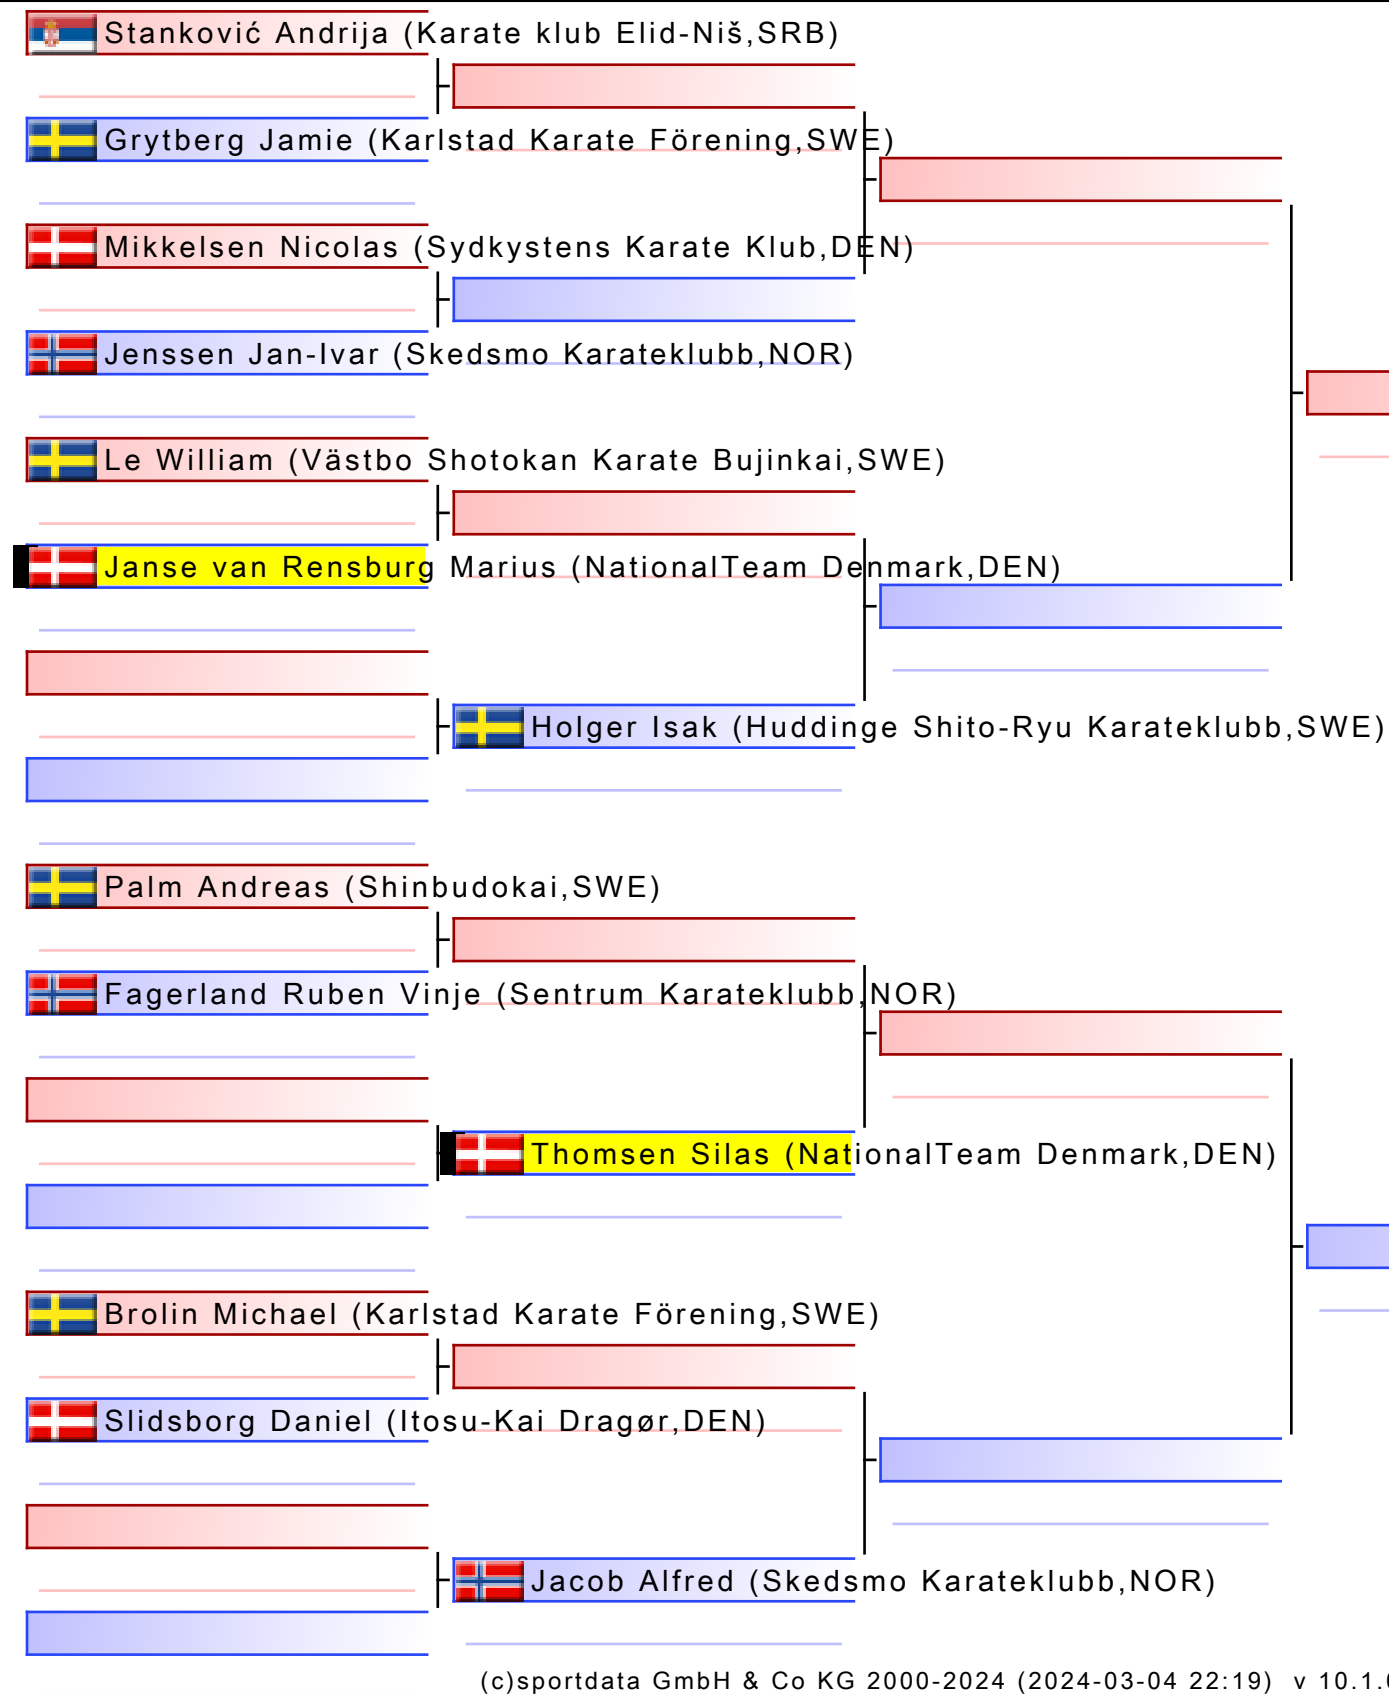 Stanković Andrija (Karate klub Elid-Niš,SRB)
Grytberg Jamie (Karlstad Karate Förening,SWE)
Mikkelsen Nicolas (Sydkystens Karate Klub,DEN)
Jenssen Jan-Ivar (Skedsmo Karateklubb,NOR)
Le William (Västbo Shotokan Karate Bujinkai,SWE)
Janse van Rensburg Marius (NationalTeam Denmark,DEN)
Holger Isak (Huddinge Shito-Ryu Karateklubb,SWE)
Palm Andreas (Shinbudokai,SWE)
Fagerland Ruben Vinje (Sentrum Karateklubb,NOR)
Thomsen Silas (NationalTeam Denmark,DEN)
Brolin Michael (Karlstad Karate Förening,SWE)
Slidsborg Daniel (Itosu-Kai Dragør,DEN)
Jacob Alfred (Skedsmo Karateklubb,NOR)
(c)sportdata GmbH & Co KG 2000-2024 (2024-03-04 22:19) v 10.1.